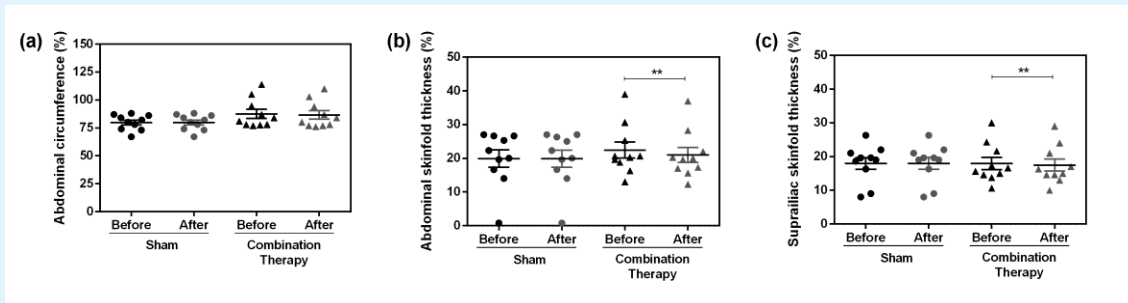 (a)
Abdominal circumference (%)
150
125
100
75
50
25
0
Before After Before After
Sham Combination
Therapy
(b)
Abdominal skinfold thickness (%)
50
40
30
20
10
0
**
Before After Before After
Sham Combination
Therapy
(c)
Suprailiac skinfold thickness (%)
50
40
30
20
10
0
**
Before After Before After
Sham Combination
Therapy